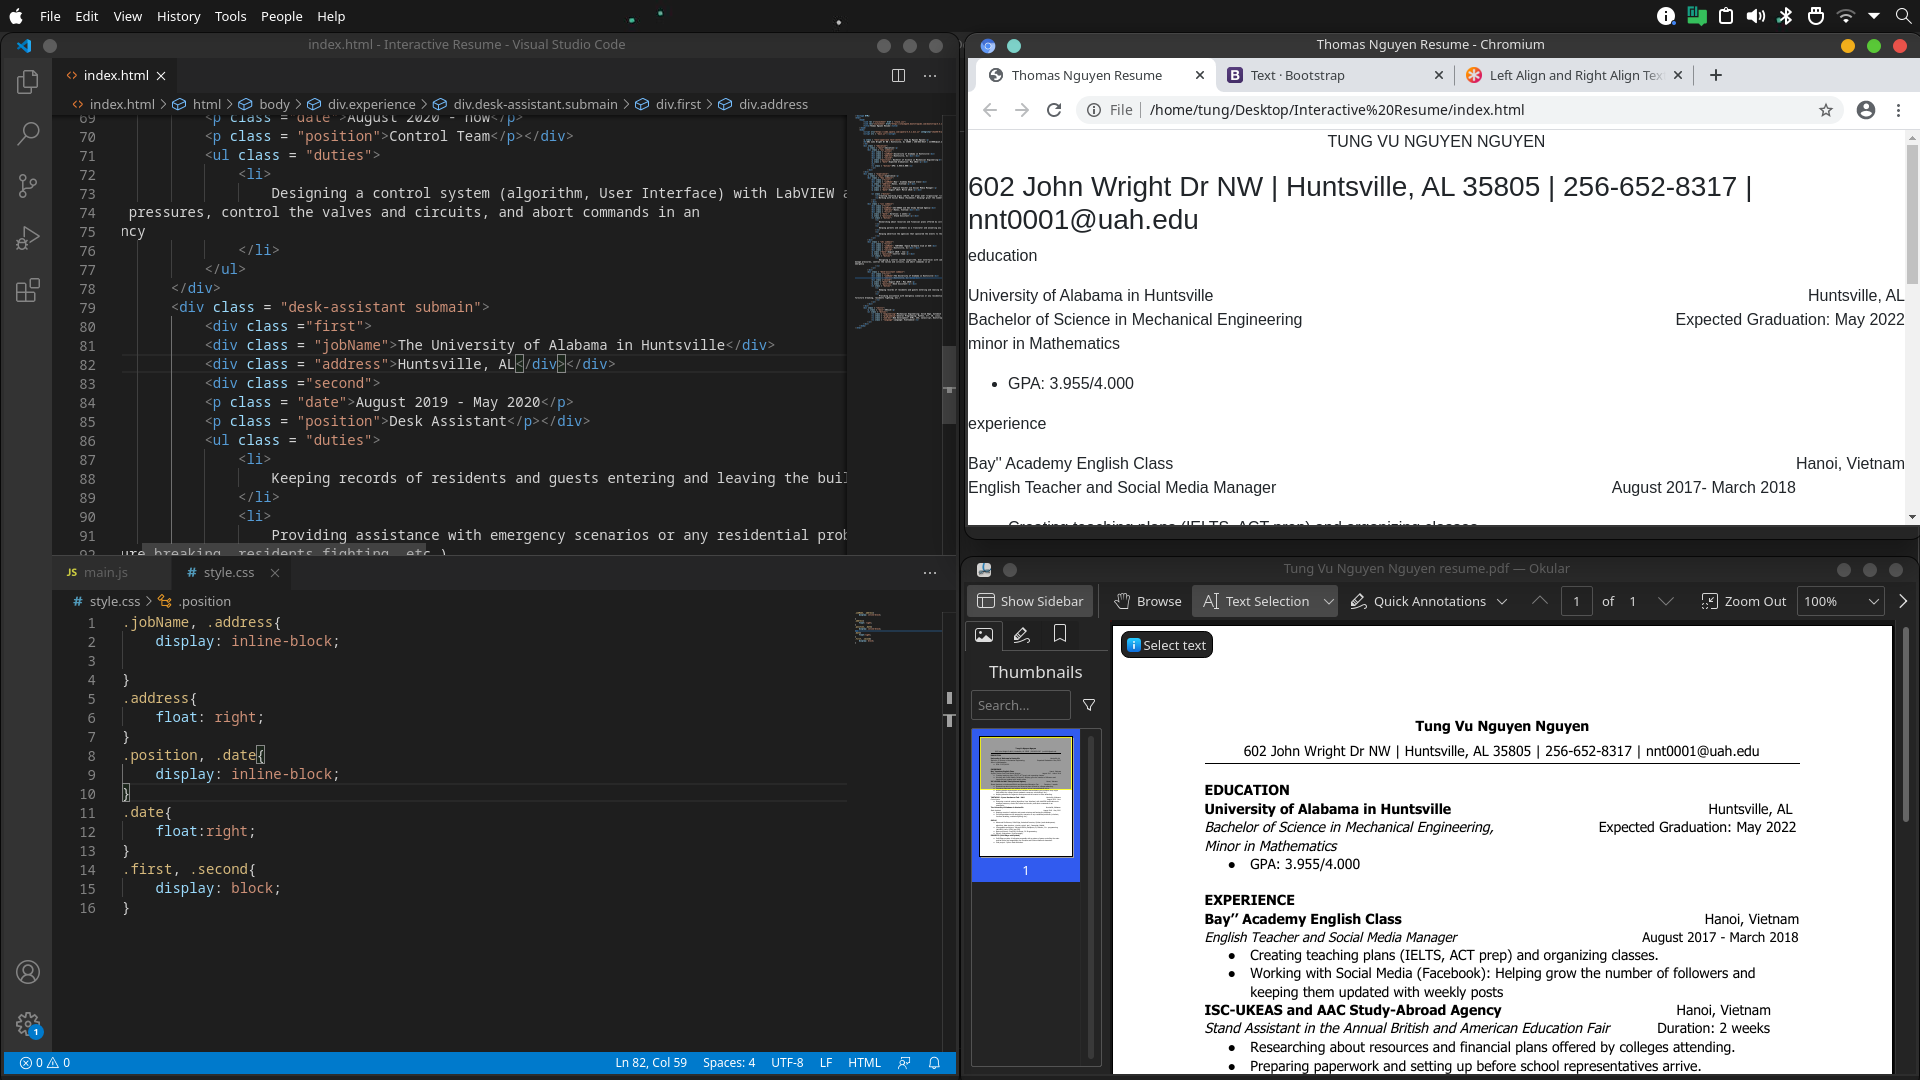 File Edit View History Tools People Help
index.html - Interactive Resume - Visual Studio Code
index.html
index.html > html > body > div.experience > div.desk-assistant.submain > div.first > div.address
69 <p class="date">August 2020 - now</p>
70 <p class = "position">Control Team</p></div>
71 <ul class = "duties">
72 <li>
73 Designing a control system (algorithm, User Interface) with LabVIEW
74 pressures, control the valves and circuits, and abort commands in an
75 ncy
76 </li>
77 </ul>
78 </div>
79 <div class = "desk-assistant submain">
80 <div class ="first">
81 <div class = "jobName">The University of Alabama in Huntsville</div>
82 <div class = "address">Huntsville, AL</div></div>
83 <div class ="second">
84 <p class = "date">August 2019 - May 2020</p>
85 <p class = "position">Desk Assistant</p></div>
86 <ul class = "duties">
87 <li>
88 Keeping records of residents and guests entering and leaving the buil
89 </li>
90 <li>
91 Providing assistance with emergency scenarios or any residential prob
92 ure breaking, residents fighting, etc.)
JS main.js
# style.css
# style.css > .position
1 .jobName, .address{
2 display: inline-block;
3
4 }
5 .address{
6 float: right;
7 }
8 .position, .date{
9 display: inline-block;
10 }
11 .date{
12 float:right;
13 }
14 .first, .second{
15 display: block;
16 }
1
0 0 Ln 82, Col 59 Spaces: 4 UTF-8 LF HTML
Thomas Nguyen Resume - Chromium
Thomas Nguyen Resume
B Text · Bootstrap
Left Align and Right Align Tex
File | /home/tung/Desktop/Interactive%20Resume/index.html
TUNG VU NGUYEN NGUYEN
602 John Wright Dr NW | Huntsville, AL 35805 | 256-652-8317 |
nnt0001@uah.edu
education
University of Alabama in Huntsville Huntsville, AL
Bachelor of Science in Mechanical Engineering Expected Graduation: May 2022
minor in Mathematics
• GPA: 3.955/4.000
experience
Bay'' Academy English Class Hanoi, Vietnam
English Teacher and Social Media Manager August 2017- March 2018
Creating teaching plans (IELTS, ACT prep) and organizing classes
Tung Vu Nguyen Nguyen resume.pdf — Okular
Show Sidebar Browse Text Selection Quick Annotations 1 of 1 Zoom Out 100%
Thumbnails
Search...
1
Select text
Tung Vu Nguyen Nguyen
602 John Wright Dr NW | Huntsville, AL 35805 | 256-652-8317 | nnt0001@uah.edu
EDUCATION
University of Alabama in Huntsville Huntsville, AL
Bachelor of Science in Mechanical Engineering, Expected Graduation: May 2022
Minor in Mathematics
● GPA: 3.955/4.000
EXPERIENCE
Bay’’ Academy English Class Hanoi, Vietnam
English Teacher and Social Media Manager August 2017 - March 2018
● Creating teaching plans (IELTS, ACT prep) and organizing classes.
● Working with Social Media (Facebook): Helping grow the number of followers and
keeping them updated with weekly posts
ISC-UKEAS and AAC Study-Abroad Agency Hanoi, Vietnam
Stand Assistant in the Annual British and American Education Fair Duration: 2 weeks
● Researching about resources and financial plans offered by colleges attending.
● Preparing paperwork and setting up before school representatives arrive.